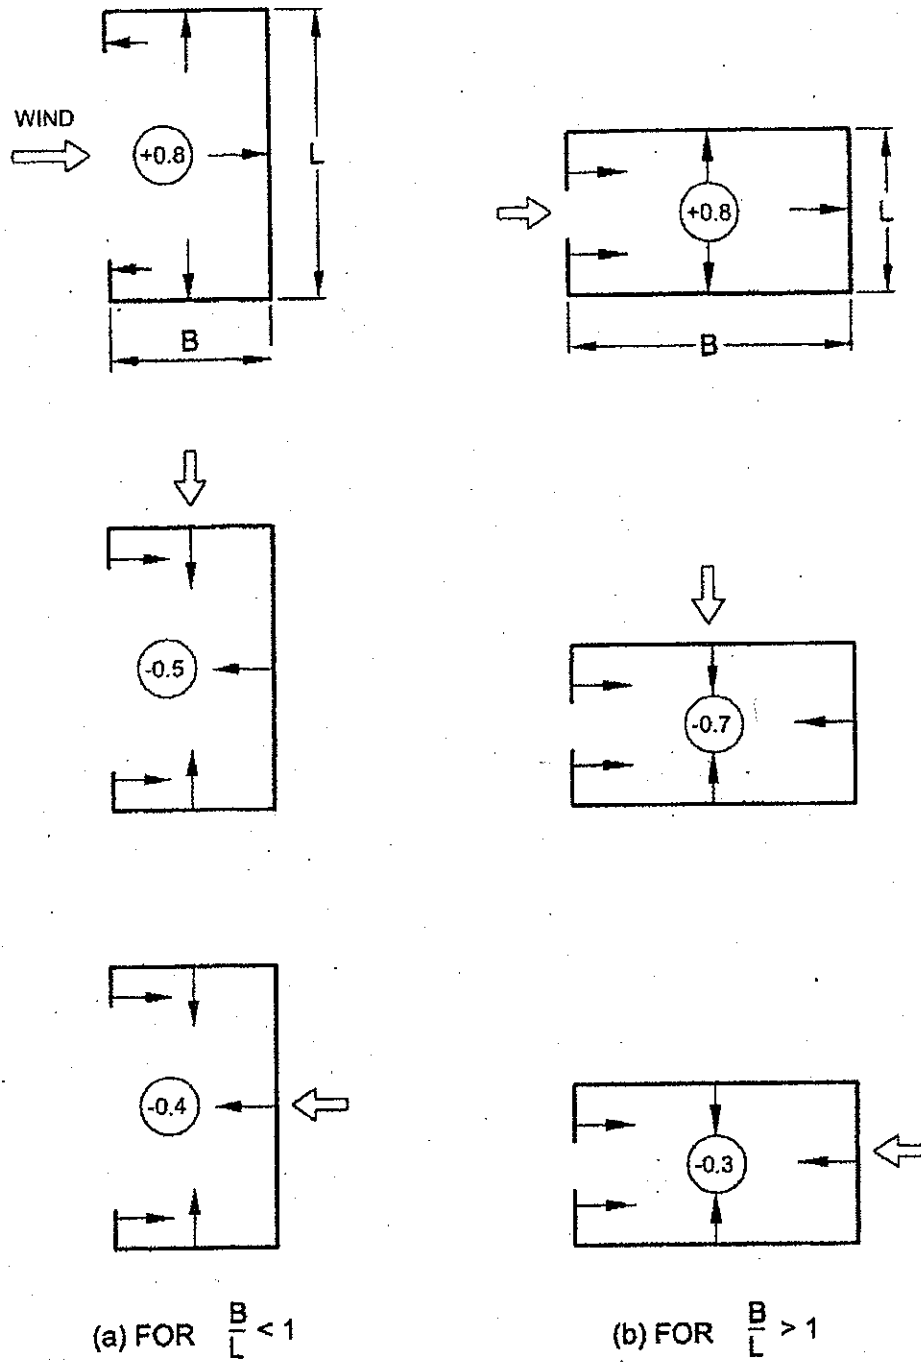 WIND
+0.8
L
B
+0.8
L
B
-0.5
-0.7
-0.4
-0.3
(a) FOR B/L < 1
(b) FOR B/L > 1